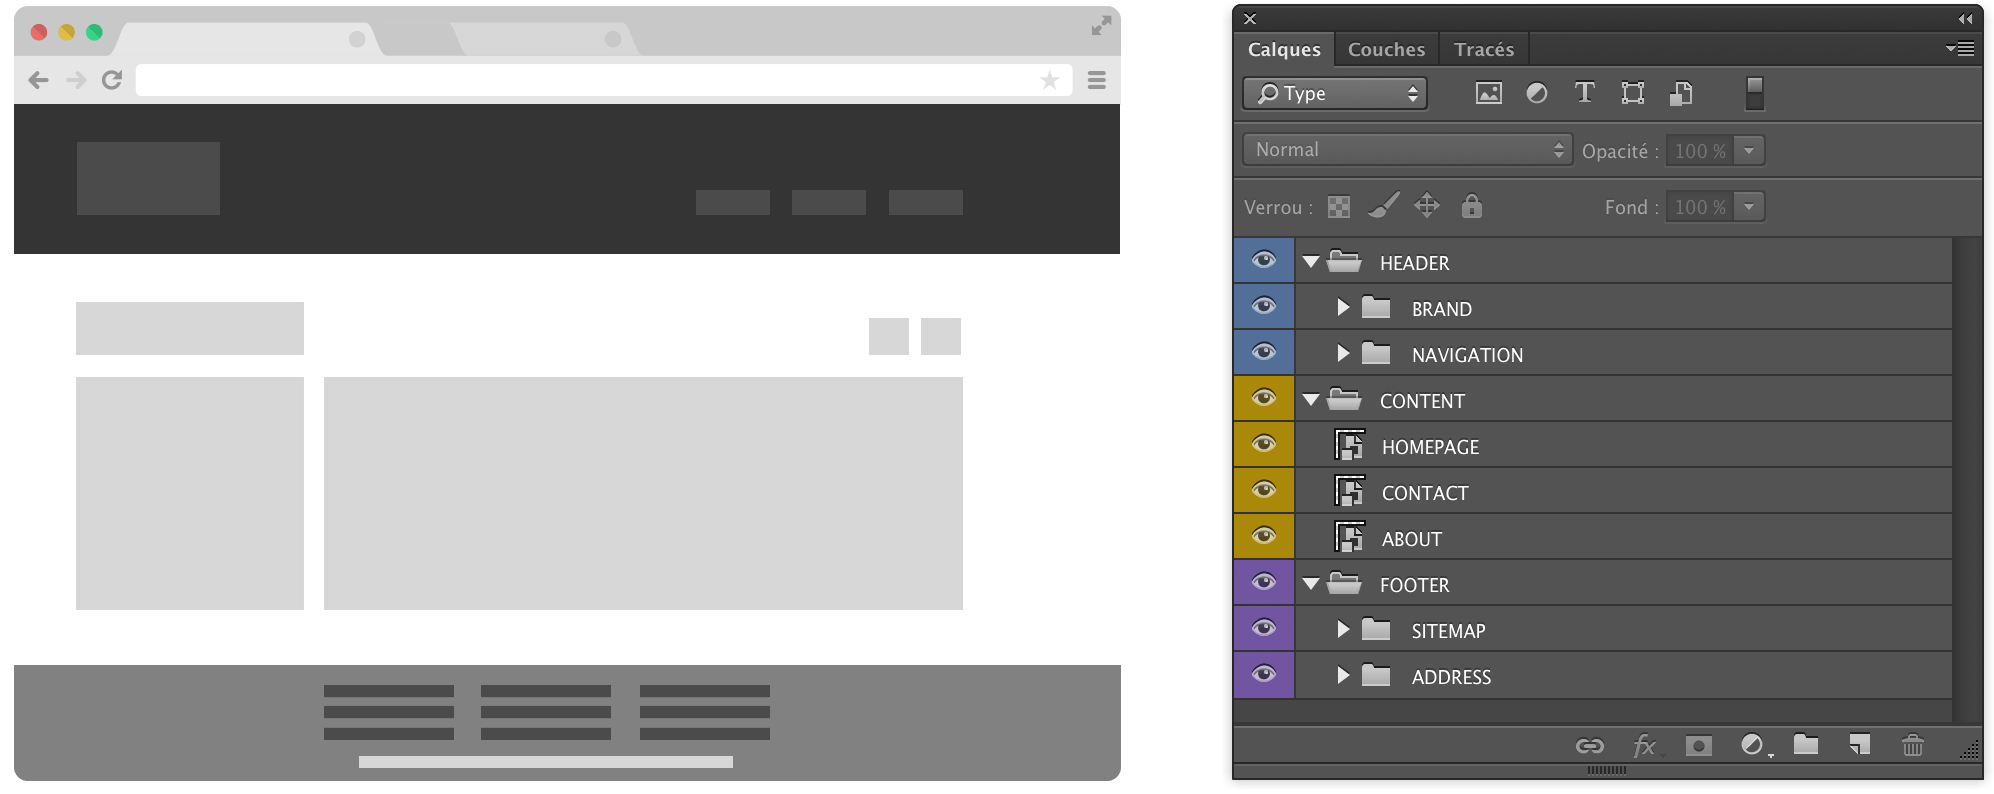 Calques Couches Tracés
Type T
Normal Opacité : 100 %
Verrou : Fond : 100 %
HEADER
BRAND
NAVIGATION
CONTENT
HOMEPAGE
CONTACT
ABOUT
FOOTER
SITEMAP
ADDRESS
fx